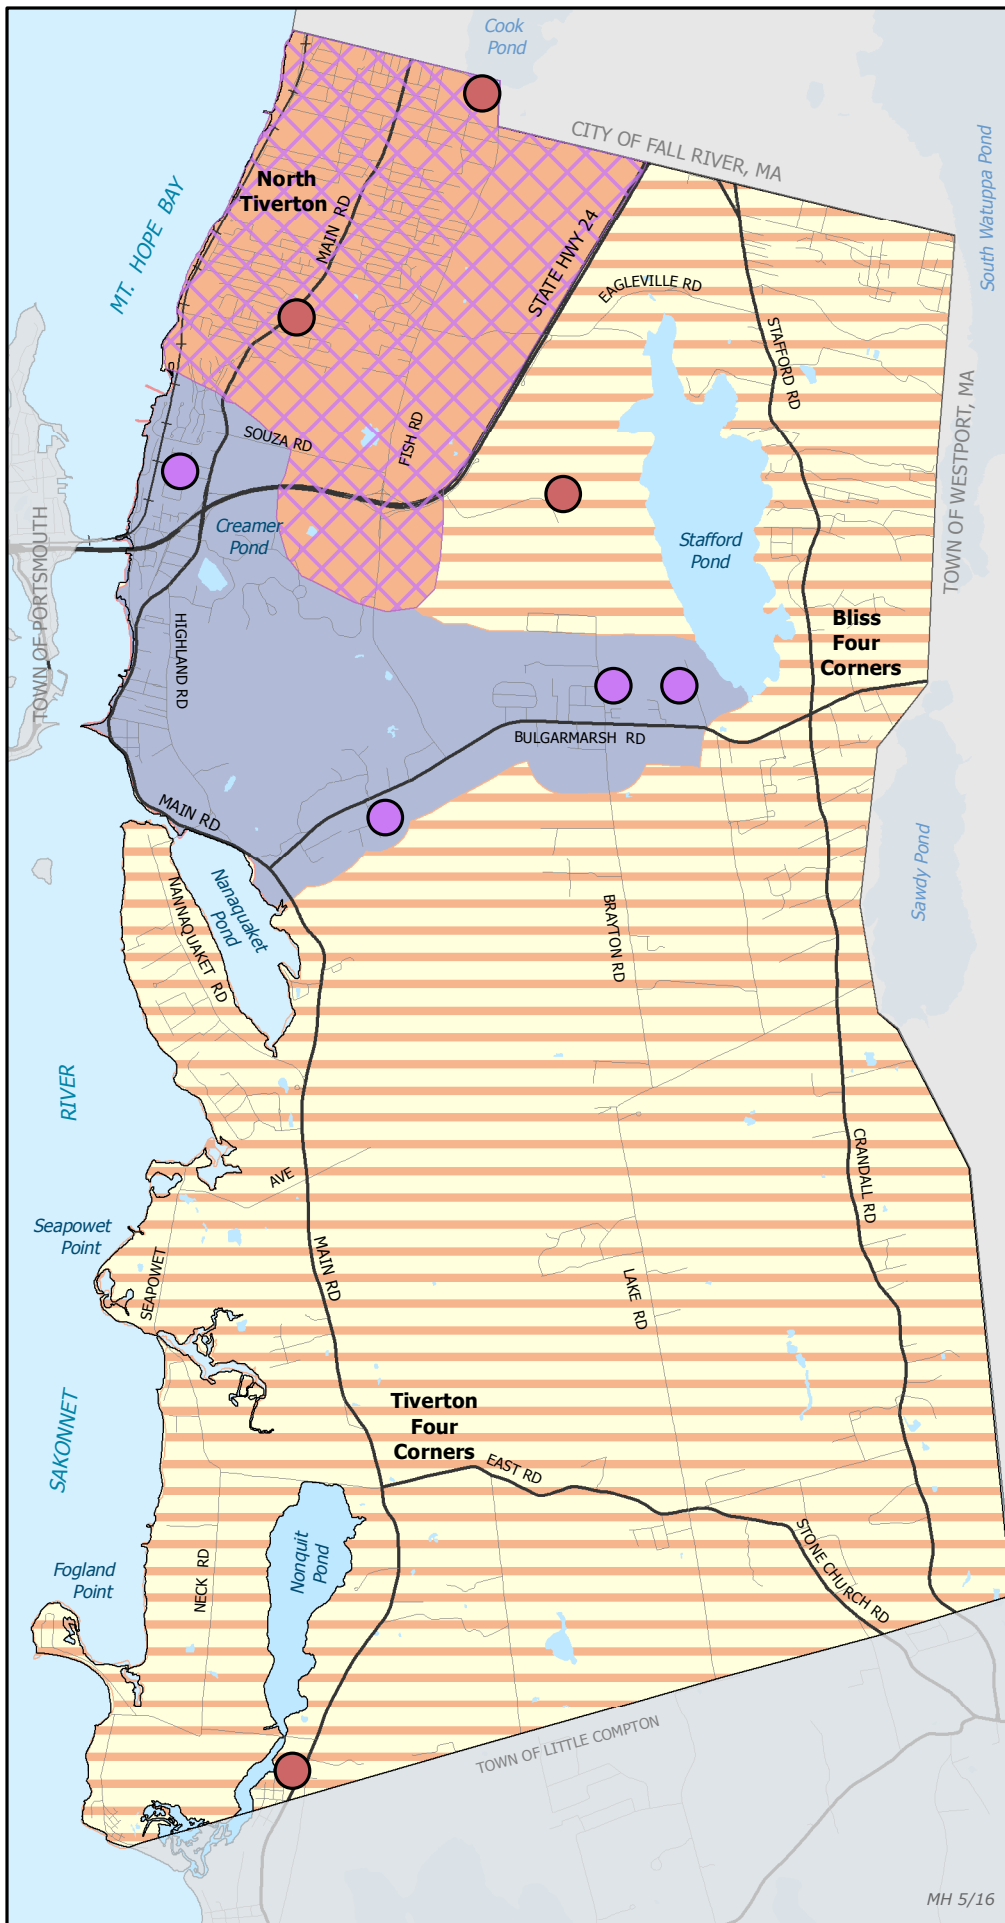 Cook
Pond
CITY OF FALL RIVER, MA
South Watuppa Pond
North
Tiverton
MAIN RD
MT. HOPE BAY
STATE HWY 24
EAGLEVILLE RD
STAFFORD RD
TOWN OF WESTPORT, MA
SOUZA RD
FISH RD
Creamer
Pond
Stafford
Pond
TOWN OF PORTSMOUTH
HIGHLAND RD
Bliss
Four
Corners
BULGARMARSH RD
MAIN RD
Nanaquaket
Pond
NANNAQUAKET RD
BRAYTON RD
Sawdy Pond
RIVER
CRANDALL RD
AVE
Seapowet
Point
SEAPOWET
MAIN RD
LAKE RD
SAKONNET
Tiverton
Four
Corners
EAST RD
STONE CHURCH RD
Nonquit
Pond
Fogland
Point
NECK RD
TOWN OF LITTLE COMPTON
MH 5/16